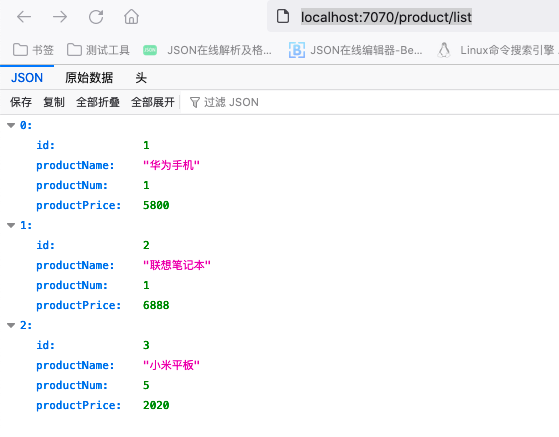 localhost:7070/product/list
书签 测试工具 JSON在线解析及格... JSON在线编辑器-Be... Linux命令搜索引擎
JSON 原始数据 头
保存 复制 全部折叠 全部展开 过滤 JSON
0:
id: 1
productName: "华为手机"
productNum: 1
productPrice: 5800
1:
id: 2
productName: "联想笔记本"
productNum: 1
productPrice: 6888
2:
id: 3
productName: "小米平板"
productNum: 5
productPrice: 2020